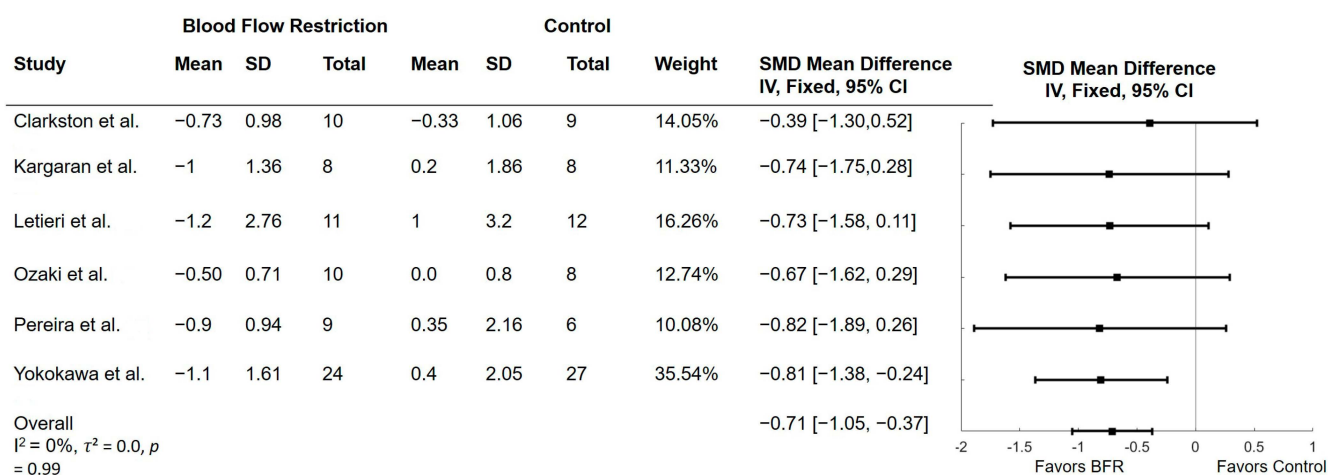 Blood Flow Restriction Control
Study Mean SD Total Mean SD Total Weight SMD Mean Difference SMD Mean Difference
IV, Fixed, 95% CI IV, Fixed, 95% CI
Clarkston et al. −0.73 0.98 10 −0.33 1.06 9 14.05% −0.39 [−1.30,0.52]
Kargaran et al. −1 1.36 8 0.2 1.86 8 11.33% −0.74 [−1.75,0.28]
Letieri et al. −1.2 2.76 11 1 3.2 12 16.26% −0.73 [−1.58, 0.11]
Ozaki et al. −0.50 0.71 10 0.0 0.8 8 12.74% −0.67 [−1.62, 0.29]
Pereira et al. −0.9 0.94 9 0.35 2.16 6 10.08% −0.82 [−1.89, 0.26]
Yokokawa et al. −1.1 1.61 24 0.4 2.05 27 35.54% −0.81 [−1.38, −0.24]
Overall −0.71 [−1.05, −0.37]
I² = 0%, τ² = 0.0, p
= 0.99
-2 -1.5 -1 -0.5 0 0.5 1
Favors BFR Favors Control